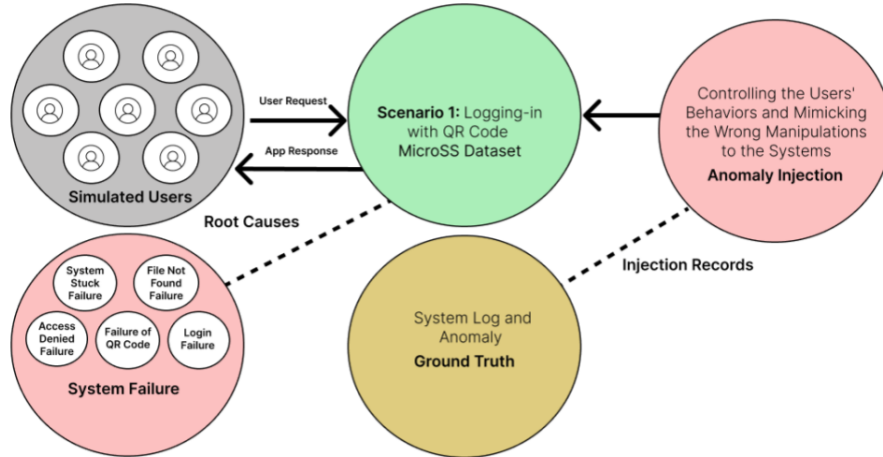 User Request
App Response
Simulated Users
Scenario 1: Logging-in
with QR Code
MicroSS Dataset
Controlling the Users'
Behaviors and Mimicking
the Wrong Manipulations
to the Systems
Anomaly Injection
Root Causes
Injection Records
System
Stuck
Failure
File Not
Found
Failure
Access
Denied
Failure
Failure of
QR Code
Login
Failure
System Failure
System Log and
Anomaly
Ground Truth